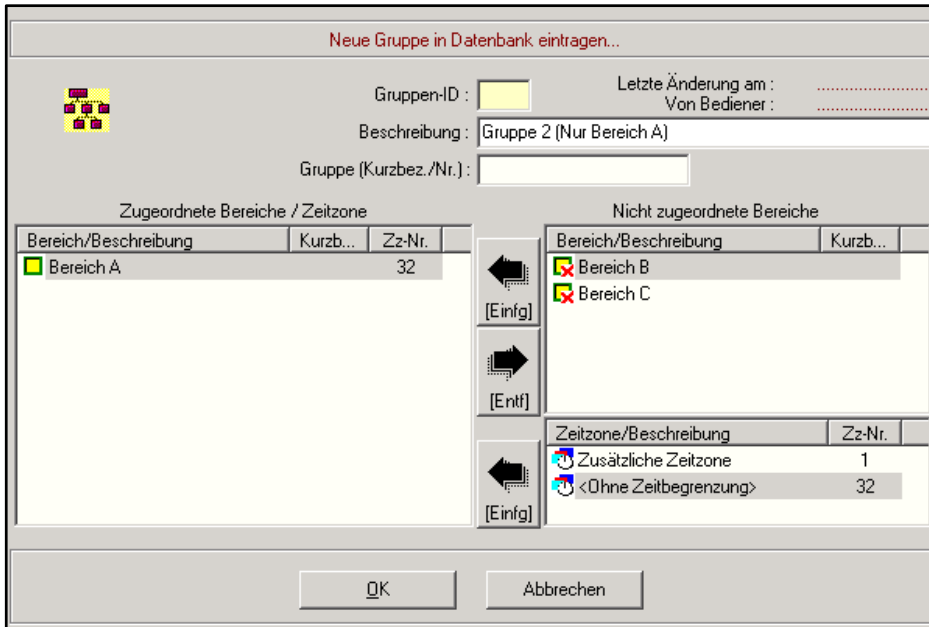 Neue Gruppe in Datenbank eintragen...
Gruppen-ID :
Letzte Änderung am :
Von Bediener :
Beschreibung : Gruppe 2 (Nur Bereich A)
Gruppe (Kurzbez./Nr.) :
Zugeordnete Bereiche / Zeitzone
Bereich/Beschreibung Kurzb... Zz-Nr.
Bereich A 32
[Einfg]
[Entf]
[Einfg]
Nicht zugeordnete Bereiche
Bereich/Beschreibung Kurzb...
Bereich B
Bereich C
Zeitzone/Beschreibung Zz-Nr.
Zusätzliche Zeitzone 1
<Ohne Zeitbegrenzung> 32
OK Abbrechen